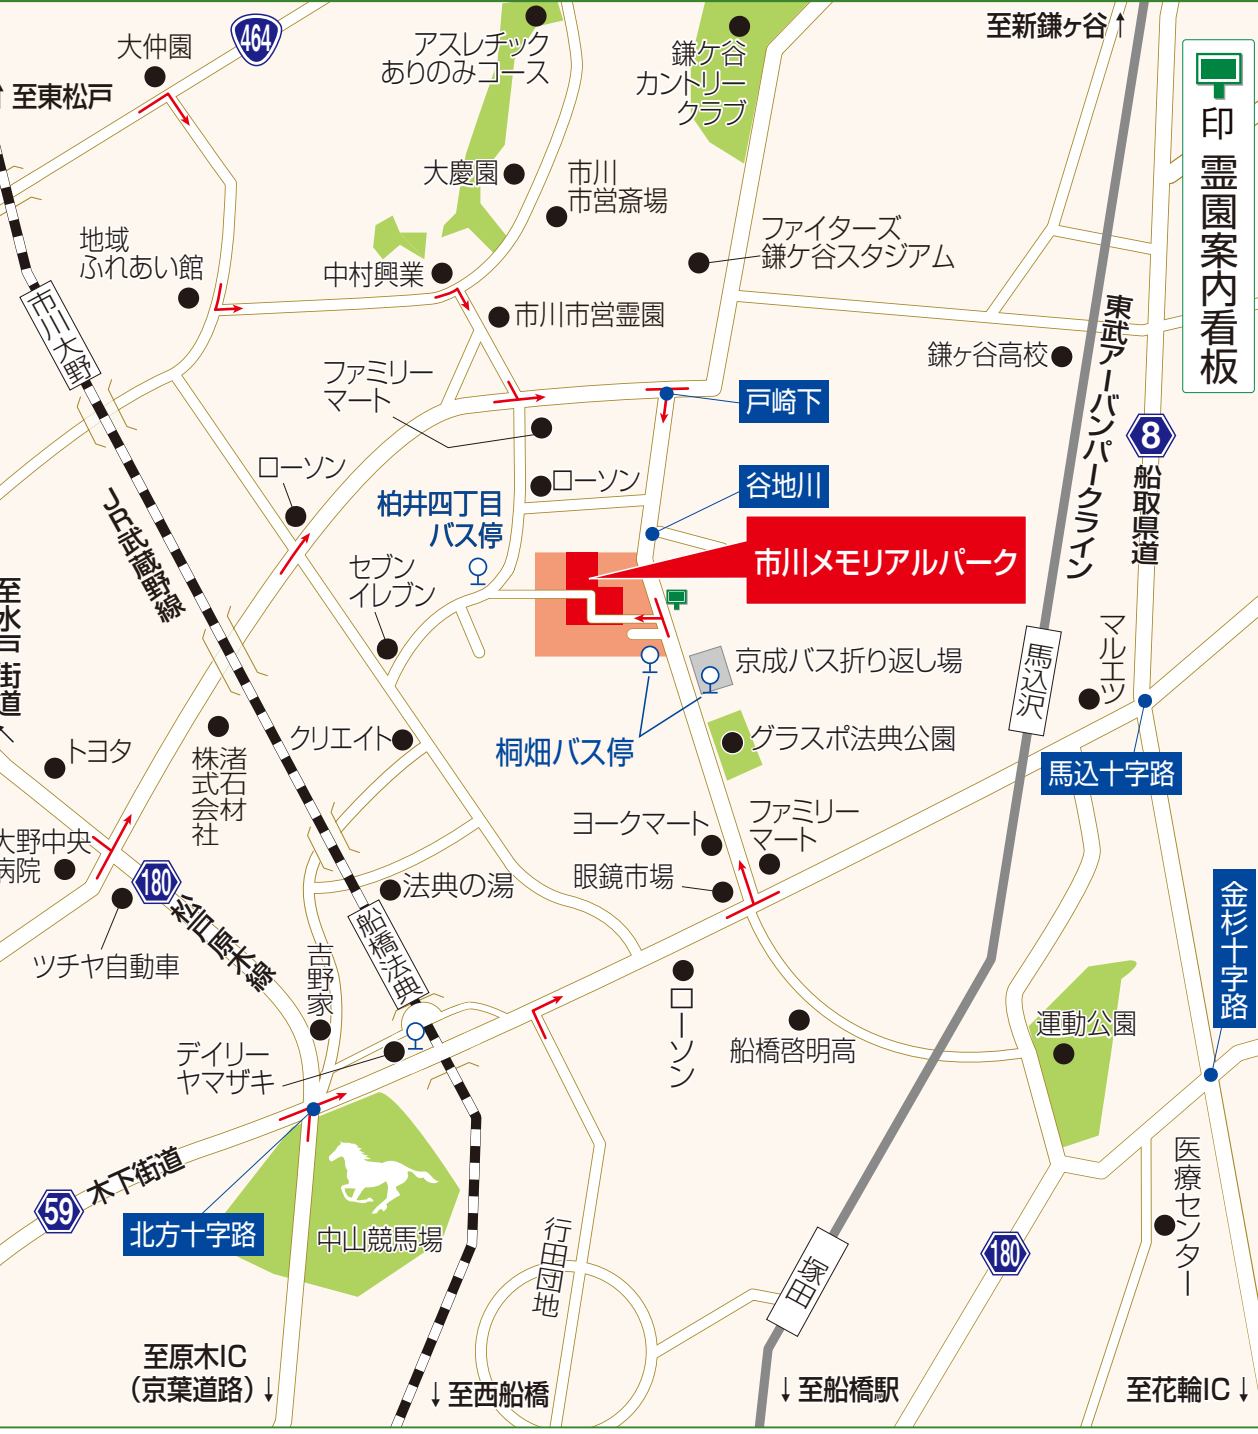 464
大仲園
至東松戸
アスレチック
ありのみコース
鎌ケ谷
カントリー
クラブ
至新鎌ヶ谷↑
印 霊園案内看板
大慶園
市川
市営斎場
地域
ふれあい館
中村興業
市川市営霊園
ファイターズ
鎌ケ谷スタジアム
市川大野
ファミリー
マート
鎌ヶ谷高校
東武アーバンパークライン
戸崎下
8
船取県道
ローソン
ローソン
谷地川
柏井四丁目
バス停
JR武蔵野線
セブン
イレブン
市川メモリアルパーク
至水戸街道
マルエツ
馬込沢
京成バス折り返し場
トヨタ
渚石材
株式会社
クリエイト
桐畑バス停
グラスポ法典公園
馬込十字路
大野中央
病院
180
ヨークマート
ファミリー
マート
眼鏡市場
法典の湯
松戸原木線
ツチヤ自動車
吉野家
船橋法典
金杉十字路
ローソン
船橋啓明高
運動公園
デイリー
ヤマザキ
木下街道
59
北方十字路
中山競馬場
行田団地
医療センター
塚田
180
至原木IC
(京葉道路)↓
↓至西船橋
↓至船橋駅
至花輪IC↓